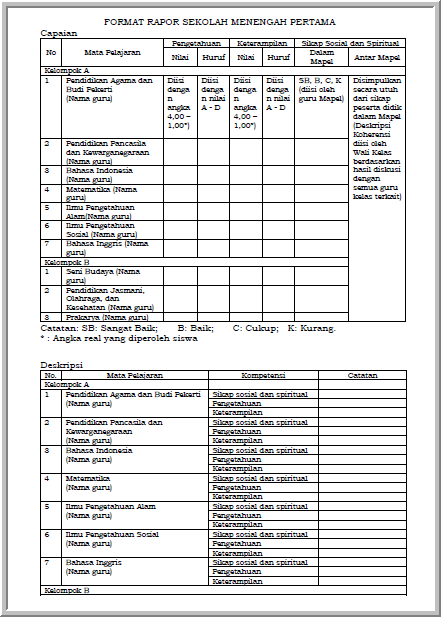 FORMAT RAPOR SEKOLAH MENENGAH PERTAMA
Capaian
No Mata Pelajaran Pengetahuan Keterampilan Sikap Sosial dan Spiritual
Nilai Huruf Nilai Huruf Dalam Mapel Antar Mapel
Kelompok A
1 Pendidikan Agama dan
Budi Pekerti
(Nama guru)
Diisi
denga
n
angka
4,00 –
1,00*)
Diisi
denga
n nilai
A - D
Diisi
denga
n
angka
4,00 –
1,00*)
Diisi
denga
n nilai
A - D
SB, B, C, K
(diisi oleh
guru Mapel)
Disimpulkan
secara utuh
dari sikap
peserta didik
dalam Mapel
(Deskripsi
Koherensi
diisi oleh
Wali Kelas
berdasarkan
hasil diskusi
dengan
semua guru
kelas terkait)
2 Pendidikan Pancasila
dan Kewarganegaraan
(Nama guru)
3 Bahasa Indonesia
(Nama guru)
4 Matematika (Nama
guru)
5 Ilmu Pengetahuan
Alam(Nama guru)
6 Ilmu Pengetahuan
Sosial (Nama guru)
7 Bahasa Inggris (Nama
guru)
Kelompok B
1 Seni Budaya (Nama
guru)
2 Pendidikan Jasmani,
Olahraga, dan
Kesehatan (Nama guru)
3 Prakarya (Nama guru)
Catatan: SB: Sangat Baik; B: Baik; C: Cukup; K: Kurang.
* : Angka real yang diperoleh siswa
Deskripsi
No. Mata Pelajaran Kompetensi Catatan
Kelompok A
1 Pendidikan Agama dan Budi Pekerti
(Nama guru)
Sikap sosial dan spiritual
Pengetahuan
Keterampilan
2 Pendidikan Pancasila dan
Kewarganegaraan
(Nama guru)
Sikap sosial dan spiritual
Pengetahuan
Keterampilan
3 Bahasa Indonesia
(Nama guru)
Sikap sosial dan spiritual
Pengetahuan
Keterampilan
4 Matematika
(Nama guru)
Sikap sosial dan spiritual
Pengetahuan
Keterampilan
5 Ilmu Pengetahuan Alam
(Nama guru)
Sikap sosial dan spiritual
Pengetahuan
Keterampilan
6 Ilmu Pengetahuan Sosial
(Nama guru)
Sikap sosial dan spiritual
Pengetahuan
Keterampilan
7 Bahasa Inggris
(Nama guru)
Sikap sosial dan spiritual
Pengetahuan
Keterampilan
Kelompok B